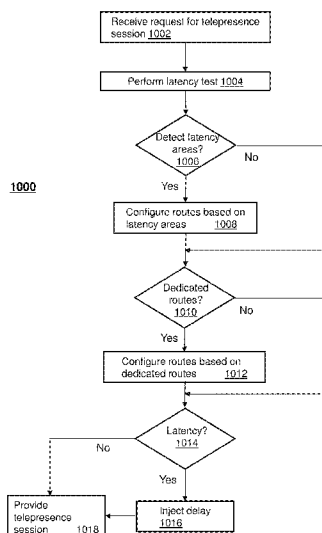 Receive request for telepresence
session 1002
Perform latency test 1004
Detect latency
areas?
1006
No
Yes
1000
Configure routes based on
latency areas 1008
Dedicated
routes?
1010
No
Yes
Configure routes based on
dedicated routes 1012
Latency?
1014
No
Yes
Provide
telepresence
session 1018
Inject delay
1016